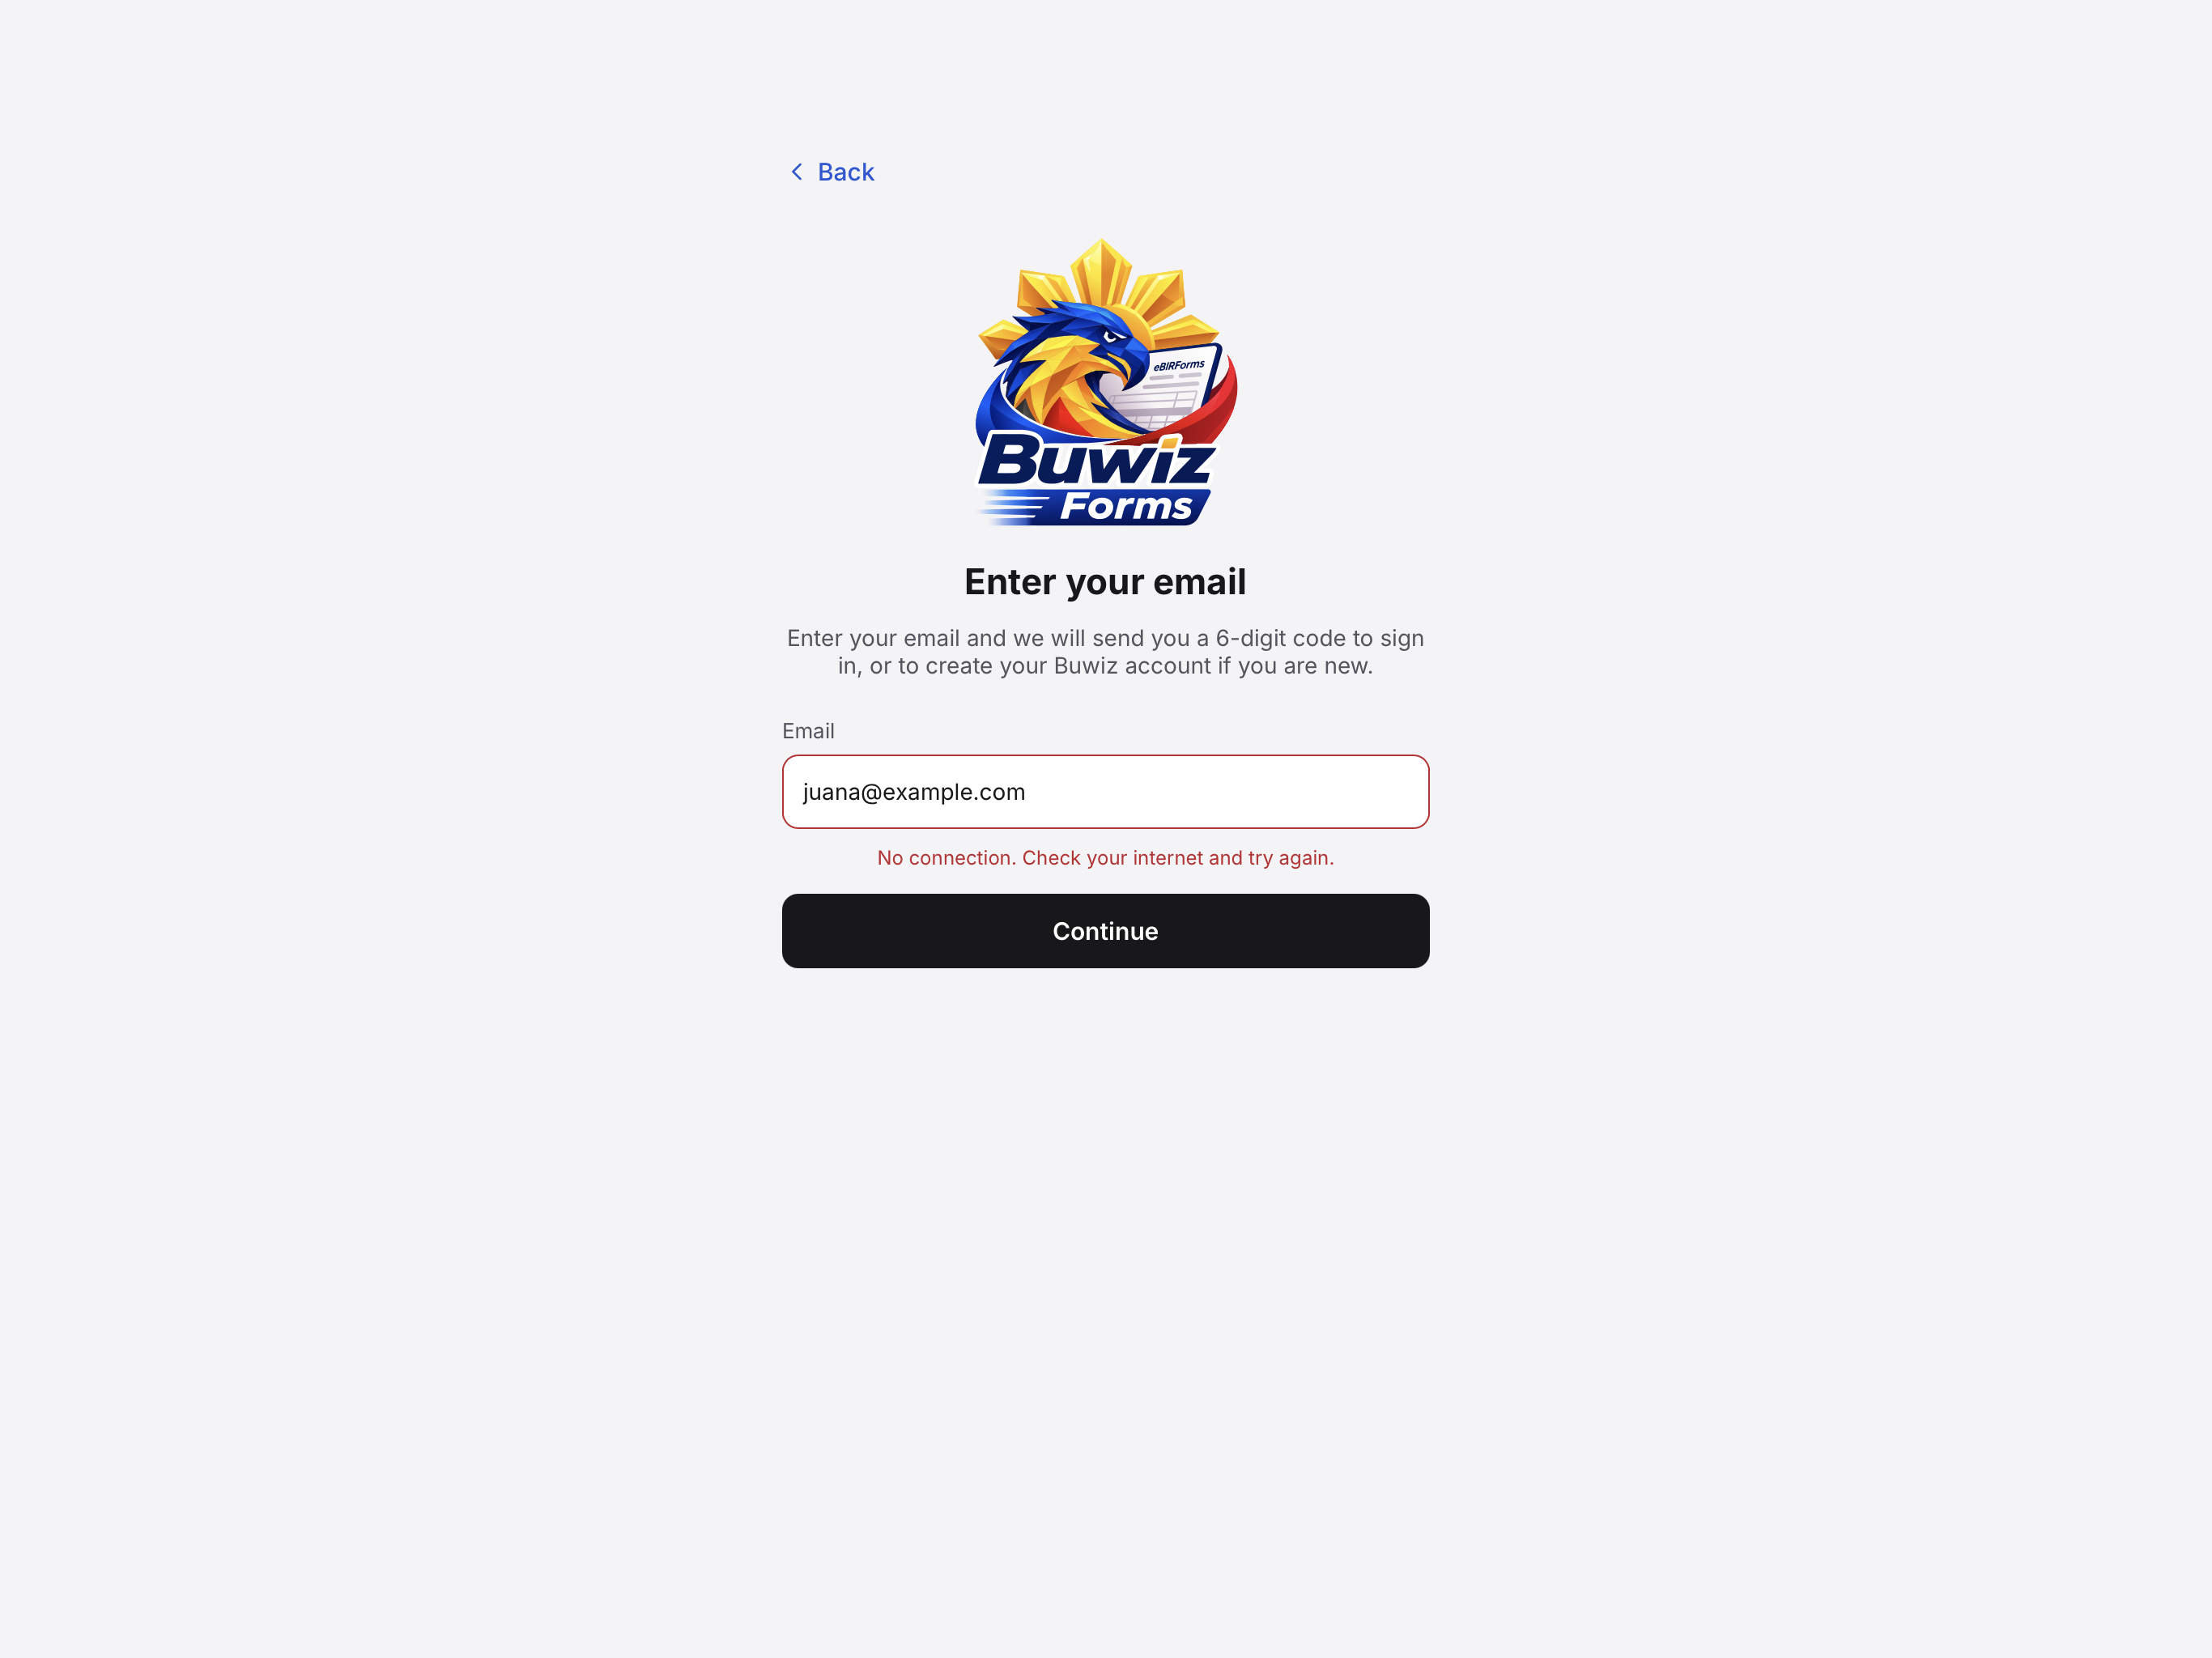 Back
eBIRForms
Buwiz
Forms
Enter your email
Enter your email and we will send you a 6-digit code to sign
in, or to create your Buwiz account if you are new.
Email
juana@example.com
No connection. Check your internet and try again.
Continue